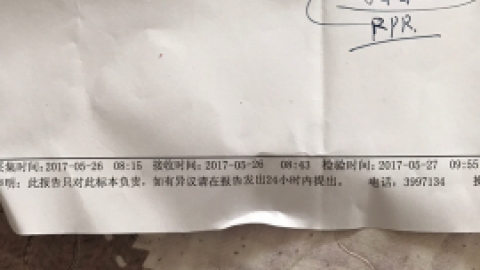 RPR.
采集时间:2017-05-26 08:15 接收时间:2017-05-26 08:43 检验时间:2017-05-27 09:55
声明: 此报告只对此标本负责，如有异议请在报告发出24小时内提出。 电话: 3997134